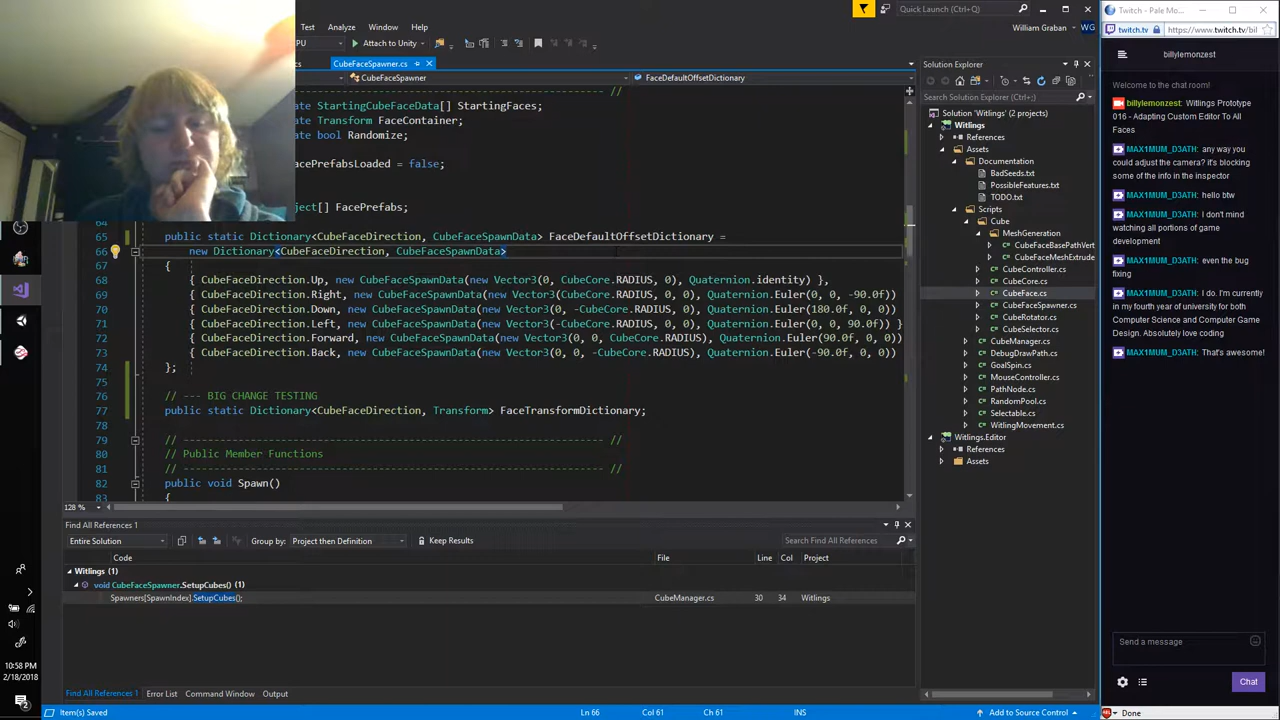 Analyze Window Help
Quick Launch (Ctrl+Q)
William Graban WG
PU Attach to Unity...
CubeFaceSpawner.cs
CubeFaceSpawner FaceDefaultOffsetDictionary
------------------------------------------- //
ate StartingCubeFaceData[] StartingFaces;
ate Transform FaceContainer;
ate bool Randomize;
acePrefabsLoaded = false;
ject[] FacePrefabs;
64
65 public static Dictionary<CubeFaceDirection, CubeFaceSpawnData> FaceDefaultOffsetDictionary =
66 new Dictionary<CubeFaceDirection, CubeFaceSpawnData>
67 {
68 { CubeFaceDirection.Up, new CubeFaceSpawnData(new Vector3(0, CubeCore.RADIUS, 0), Quaternion.identity) },
69 { CubeFaceDirection.Right, new CubeFaceSpawnData(new Vector3(CubeCore.RADIUS, 0, 0), Quaternion.Euler(0, 0, -90.0f))
70 { CubeFaceDirection.Down, new CubeFaceSpawnData(new Vector3(0, -CubeCore.RADIUS, 0), Quaternion.Euler(180.0f, 0, 0))
71 { CubeFaceDirection.Left, new CubeFaceSpawnData(new Vector3(-CubeCore.RADIUS, 0, 0), Quaternion.Euler(0, 0, 90.0f)) }
72 { CubeFaceDirection.Forward, new CubeFaceSpawnData(new Vector3(0, 0, CubeCore.RADIUS), Quaternion.Euler(90.0f, 0, 0))
73 { CubeFaceDirection.Back, new CubeFaceSpawnData(new Vector3(0, 0, -CubeCore.RADIUS), Quaternion.Euler(-90.0f, 0, 0))
74 };
75
76 // --- BIG CHANGE TESTING
77 public static Dictionary<CubeFaceDirection, Transform> FaceTransformDictionary;
78
79 // ------------------------------------------------------------ //
80 // Public Member Functions
81 // ------------------------------------------------------------ //
82 public void Spawn()
83 {
128 %
Find All References 1
Entire Solution Group by: Project then Definition Keep Results Search Find All References
Code File Line Col Project
Witlings (1)
void CubeFaceSpawner.SetupCubes() (1)
Spawners[SpawnIndex].SetupCubes(); CubeManager.cs 30 34 Witlings
Find All References 1 Error List Command Window Output
Item(s) Saved Ln 66 Col 61 Ch 61 INS Add to Source Control
10:58 PM
2/18/2018
Solution Explorer
Search Solution Explorer (Ctrl+;)
Solution 'Witlings' (2 projects)
Witlings
References
Assets
Documentation
BadSeeds.txt
PossibleFeatures.txt
TODO.txt
Scripts
Cube
MeshGeneration
CubeFaceBasePathVert
CubeFaceMeshExtrude
CubeController.cs
CubeCore.cs
CubeFace.cs
CubeFaceSpawner.cs
CubeRotator.cs
CubeSelector.cs
CubeManager.cs
DebugDrawPath.cs
GoalSpin.cs
MouseController.cs
PathNode.cs
RandomPool.cs
Selectable.cs
WitlingMovement.cs
Witlings.Editor
References
Assets
Twitch - Pale Mo...
twitch.tv https://www.twitch.tv/bil
billylemonzest
Welcome to the chat room!
billylemonzest: Witlings Prototype
016 - Adapting Custom Editor To All
Faces
MAX1MUM_D3ATH: any way you
could adjust the camera? it's blocking
some of the info in the inspector
MAX1MUM_D3ATH: hello btw
MAX1MUM_D3ATH: I don't mind
watching all portions of game
development
MAX1MUM_D3ATH: even the bug
fixing
MAX1MUM_D3ATH: I do. I'm currently
in my fourth year of university for both
Computer Science and Computer Game
Design. Absolutely love coding
MAX1MUM_D3ATH: That's awesome!
Send a message
Chat
Done